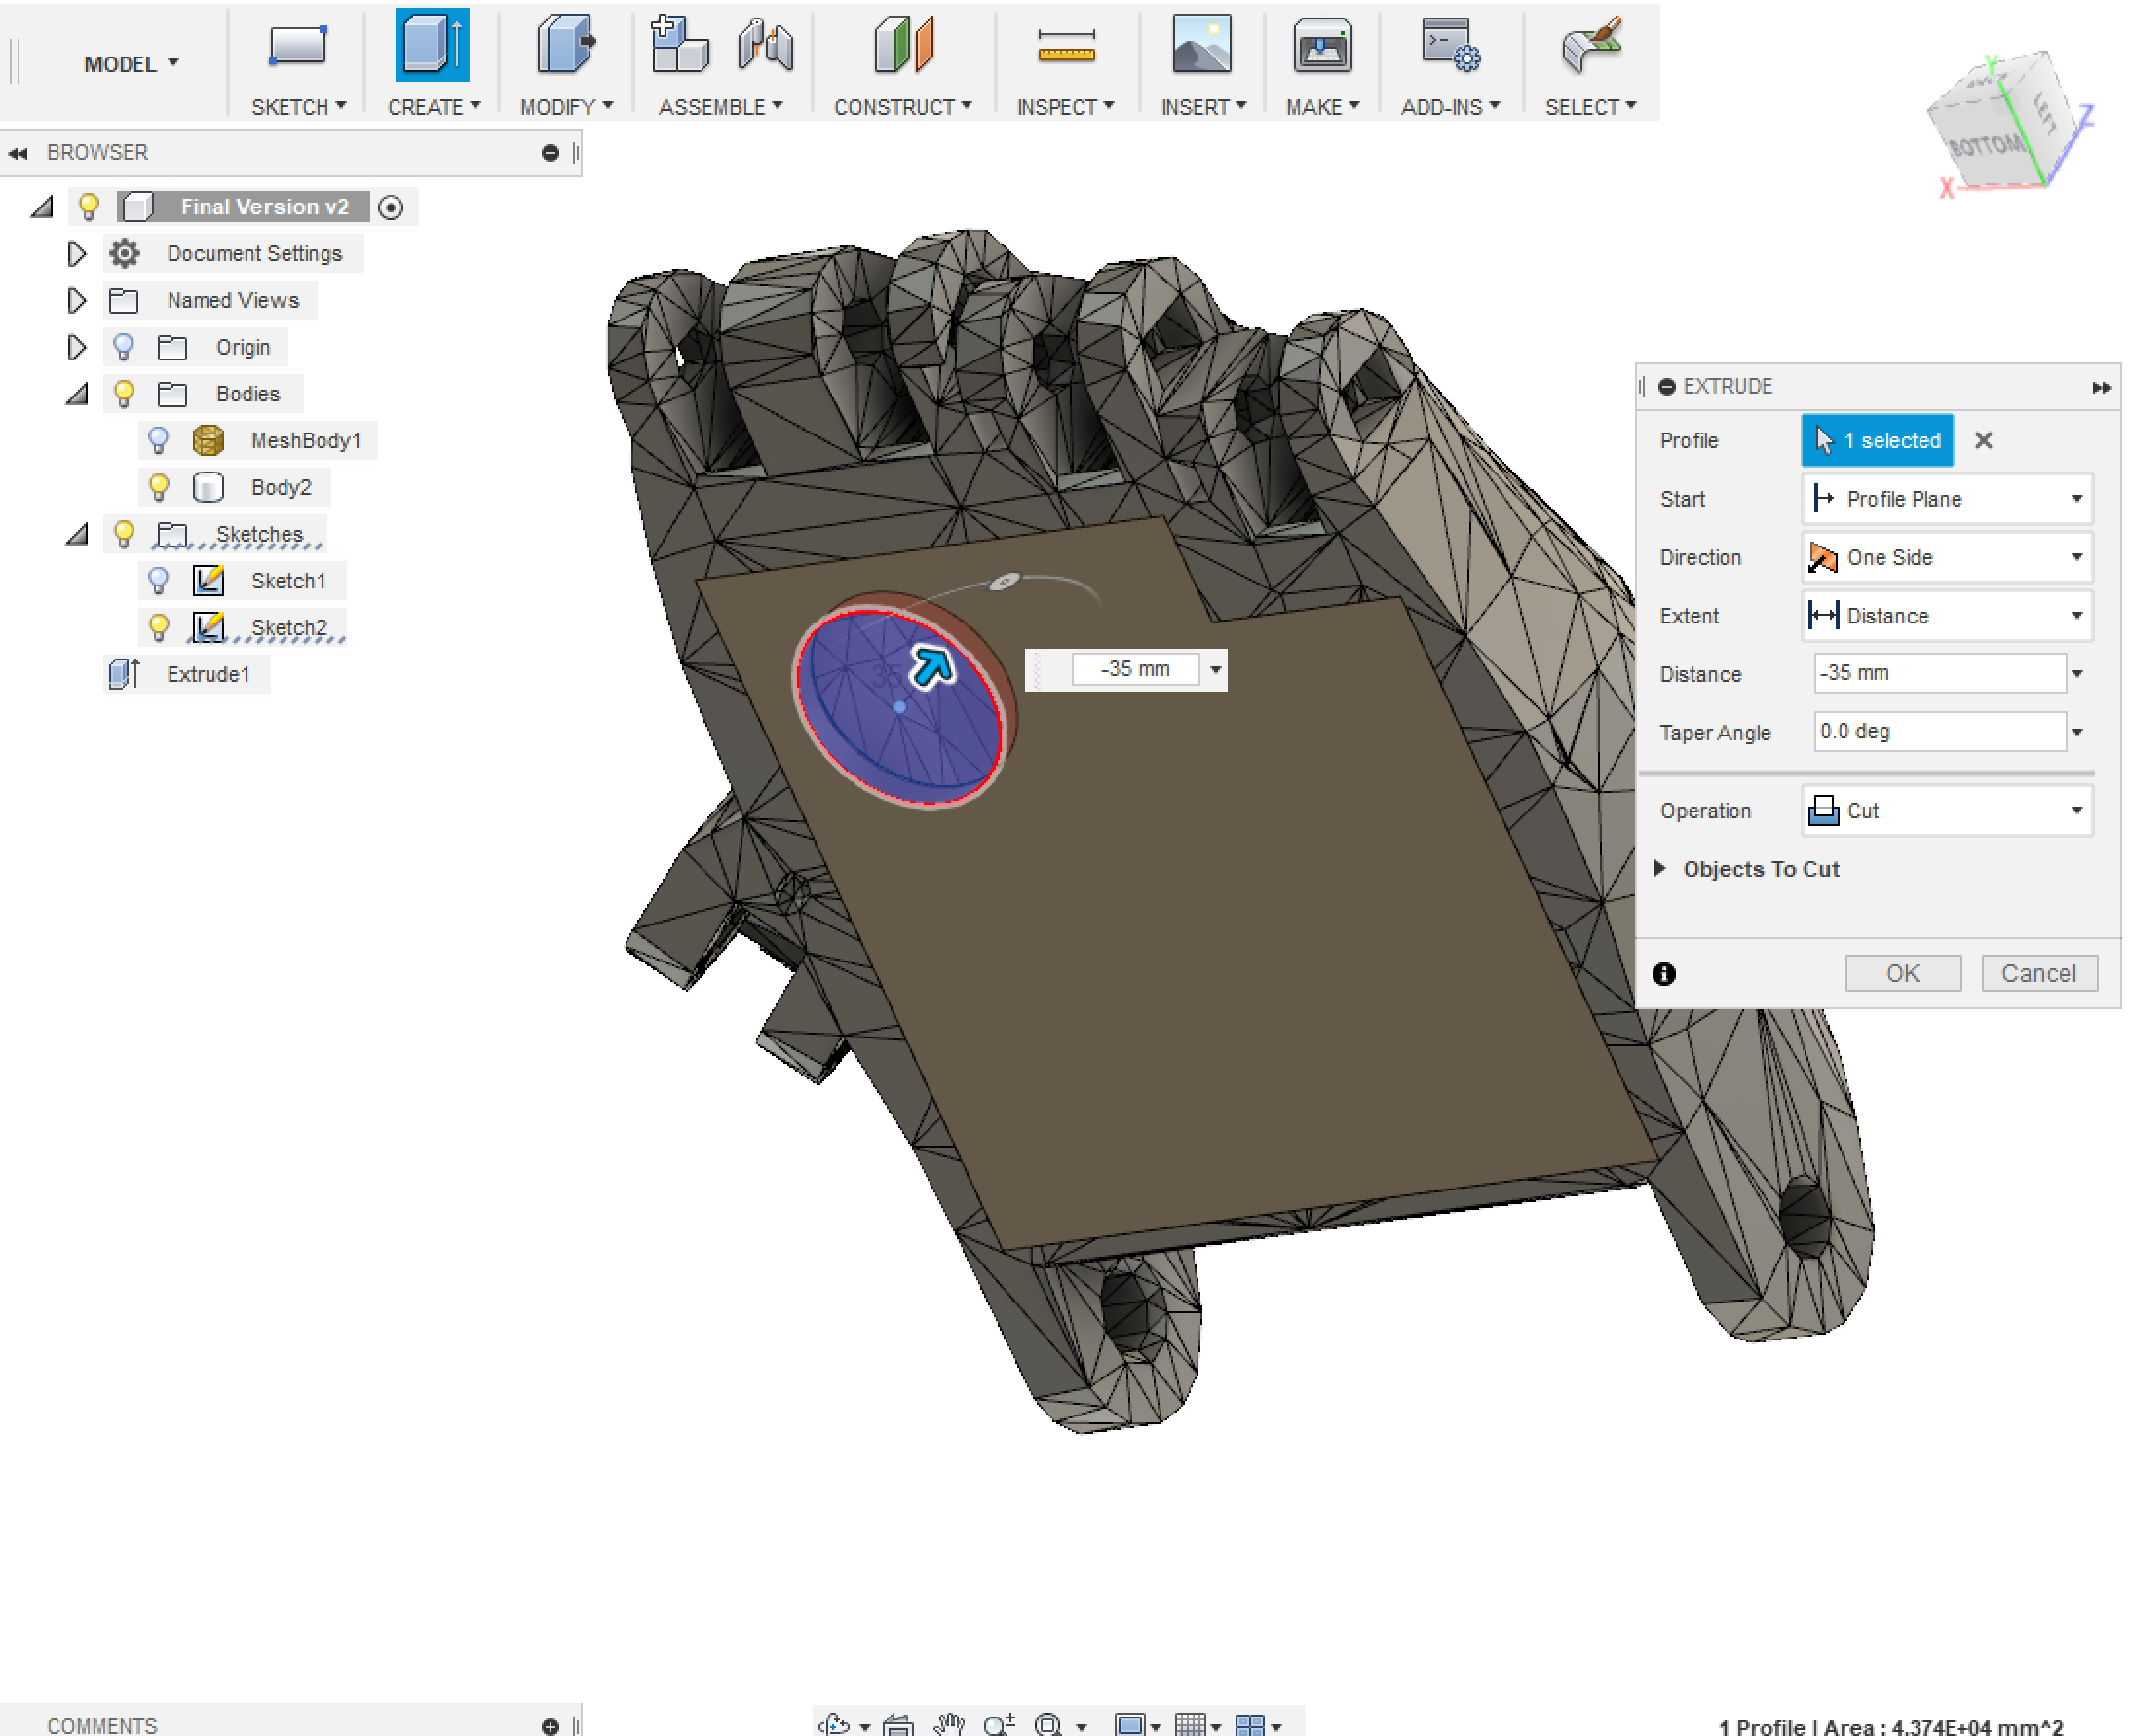 MODEL
SKETCH
CREATE
MODIFY
ASSEMBLE
CONSTRUCT
INSPECT
INSERT
MAKE
ADD-INS
SELECT
Y
LEFT
Z
BOTTOM
X
BROWSER
Final Version v2
Document Settings
Named Views
Origin
Bodies
MeshBody1
Body2
Sketches
Sketch1
Sketch2
Extrude1
-35 mm
EXTRUDE
Profile 1 selected
Start Profile Plane
Direction One Side
Extent Distance
Distance -35 mm
Taper Angle 0.0 deg
Operation Cut
Objects To Cut
OK Cancel
COMMENTS
1 Profile | Area : 4.374E+04 mm^2